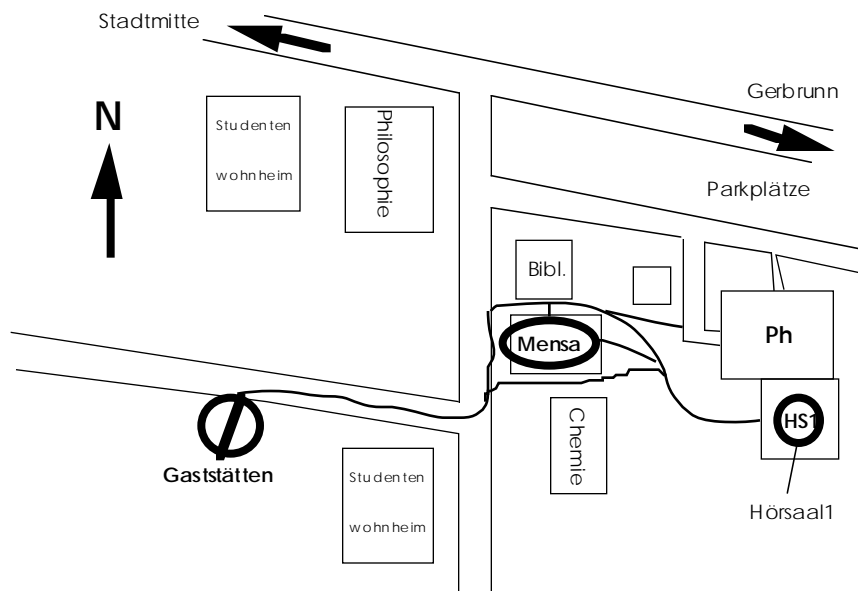 Stadtmitte
Gerbrunn
N
Studenten
wohnheim
Philosophie
Parkplätze
Bibl.
Mensa
Ph
HS1
Gaststätten
Studenten
wohnheim
Chemie
Hörsaal1